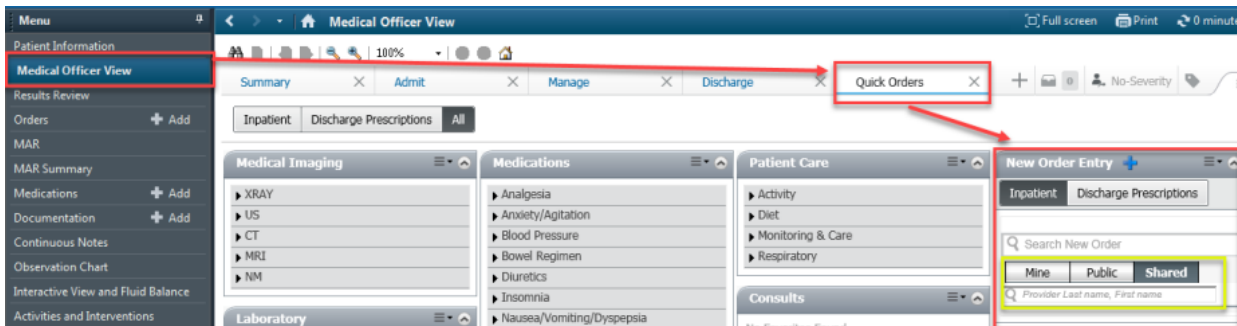 Menu
Patient Information
Medical Officer View
Results Review
Orders Add
MAR
MAR Summary
Medications Add
Documentation Add
Continuous Notes
Observation Chart
Interactive View and Fluid Balance
Activities and Interventions
Medical Officer View
Full screen Print 0 minute
100%
Summary Admit Manage Discharge Quick Orders 0 No-Severity
Inpatient Discharge Prescriptions All
Medical Imaging
XRAY
US
CT
MRI
NM
Laboratory
Medications
Analgesia
Anxiety/Agitation
Blood Pressure
Bowel Regimen
Diuretics
Insomnia
Nausea/Vomiting/Dyspepsia
Patient Care
Activity
Diet
Monitoring & Care
Respiratory
Consults
New Order Entry
Inpatient Discharge Prescriptions
Search New Order
Mine Public Shared
Provider Last name, First name